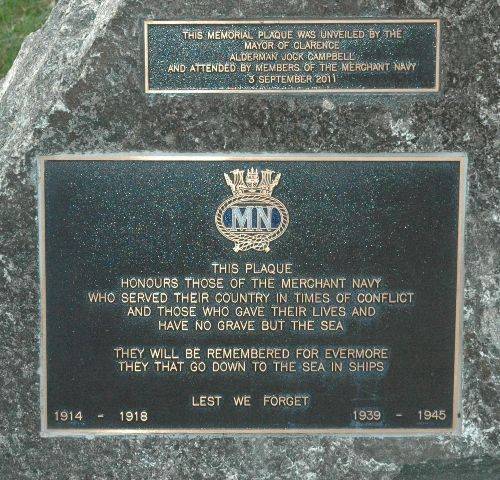 THIS MEMORIAL PLAQUE WAS UNVEILED BY THE
MAYOR OF CLARENCE
ALDERMAN JOCK CAMPBELL
AND ATTENDED BY MEMBERS OF THE MERCHANT NAVY
3 SEPTEMBER 2011
MN
THIS PLAQUE
HONOURS THOSE OF THE MERCHANT NAVY
WHO SERVED THEIR COUNTRY IN TIMES OF CONFLICT
AND THOSE WHO GAVE THEIR LIVES AND
HAVE NO GRAVE BUT THE SEA
THEY WILL BE REMEMBERED FOR EVERMORE
THEY THAT GO DOWN TO THE SEA IN SHIPS
LEST WE FORGET
1914 - 1918 1939 - 1945